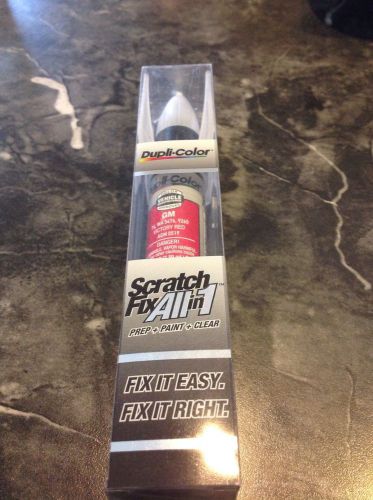 Dupli-Color
Dupli-Color
VEHICLE
GM
VICTORY RED
DANGER!
Scratch
Fix All in 1
PREP + PAINT + CLEAR
FIX IT EASY.
FIX IT RIGHT.